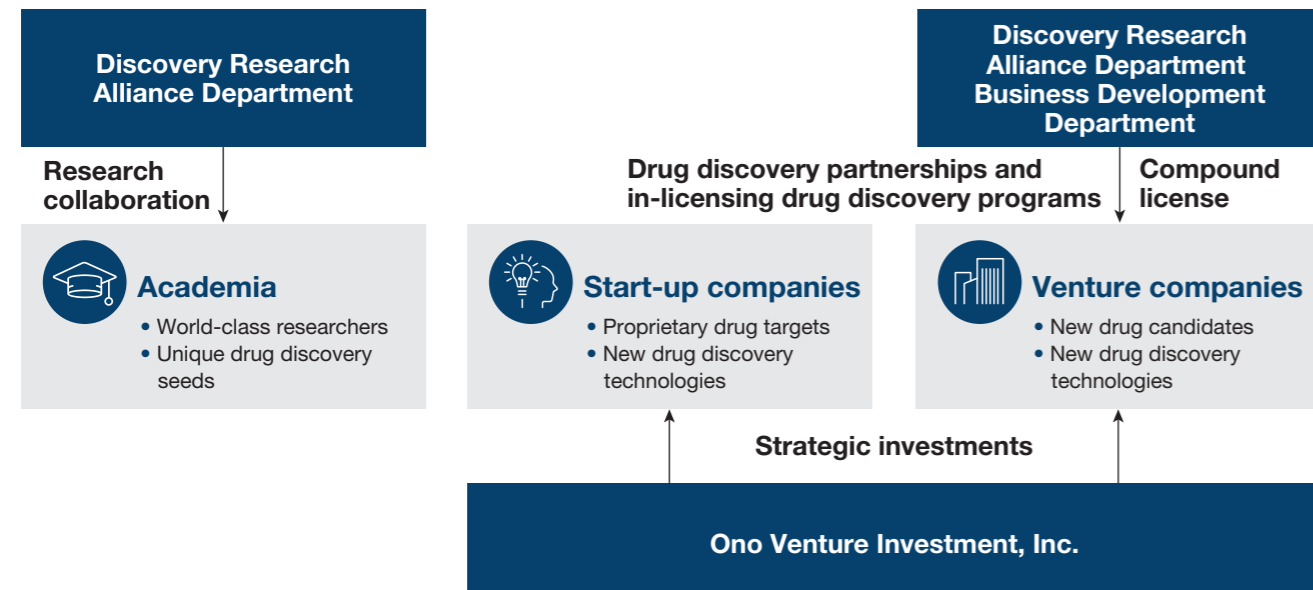 Discovery Research
Alliance Department
Discovery Research
Alliance Department
Business Development
Department
Research
collaboration
Drug discovery partnerships and
in-licensing drug discovery programs
Compound
license
Academia
• World-class researchers
• Unique drug discovery
seeds
Start-up companies
• Proprietary drug targets
• New drug discovery
technologies
Venture companies
• New drug candidates
• New drug discovery
technologies
Strategic investments
Ono Venture Investment, Inc.